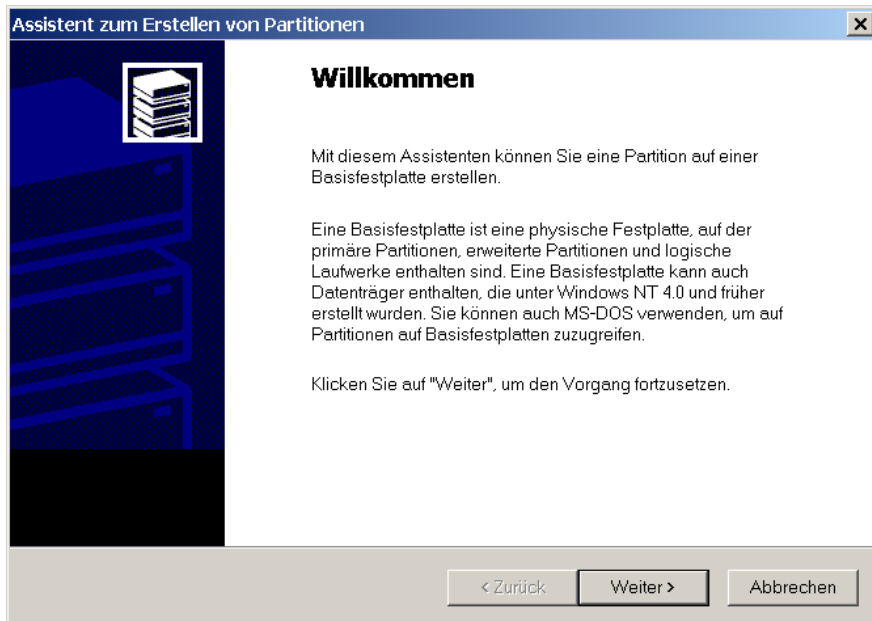 Assistent zum Erstellen von Partitionen
Willkommen
Mit diesem Assistenten können Sie eine Partition auf einer
Basisfestplatte erstellen.
Eine Basisfestplatte ist eine physische Festplatte, auf der
primäre Partitionen, erweiterte Partitionen und logische
Laufwerke enthalten sind. Eine Basisfestplatte kann auch
Datenträger enthalten, die unter Windows NT 4.0 und früher
erstellt wurden. Sie können auch MS-DOS verwenden, um auf
Partitionen auf Basisfestplatten zuzugreifen.
Klicken Sie auf "Weiter", um den Vorgang fortzusetzen.
< Zurück Weiter > Abbrechen